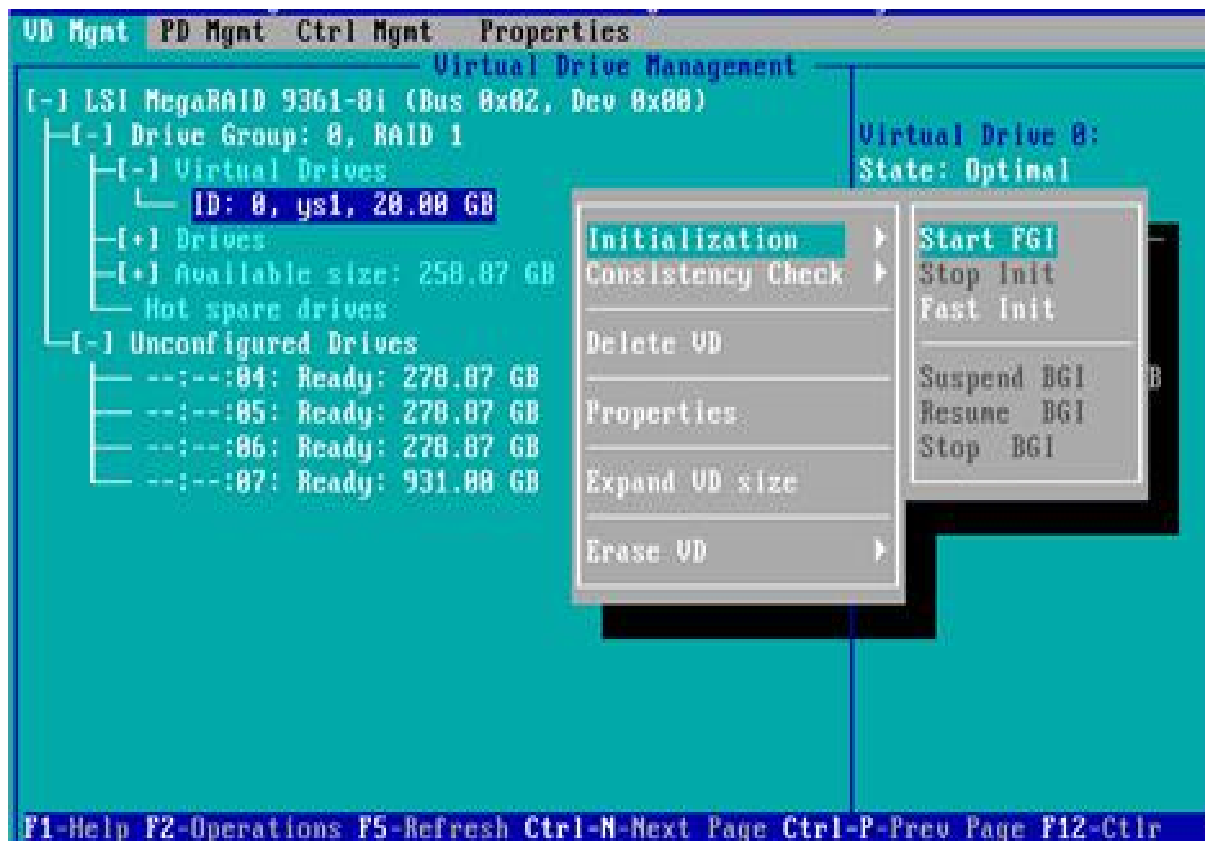 VD Mgmt PD Mgmt Ctrl Mgmt Properties
Virtual Drive Management
[-] LSI MegaRAID 9361-8i (Bus 0x02, Dev 0x00)
[-] Drive Group: 0, RAID 1
[-] Virtual Drives
ID: 0, ys1, 20.00 GB
[+] Drives
[+] Available size: 258.87 GB
Hot spare drives
[-] Unconfigured Drives
--:--:04: Ready: 278.87 GB
--:--:05: Ready: 278.87 GB
--:--:06: Ready: 278.87 GB
--:--:07: Ready: 931.00 GB
Virtual Drive 0:
State: Optimal
Initialization
Consistency Check
Delete VD
Properties
Expand VD size
Erase VD
Start FGI
Stop Init
Fast Init
Suspend BGI
Resume BGI
Stop BGI
B
F1-Help F2-Operations F5-Refresh Ctrl-N-Next Page Ctrl-P-Prev Page F12-Ctlr